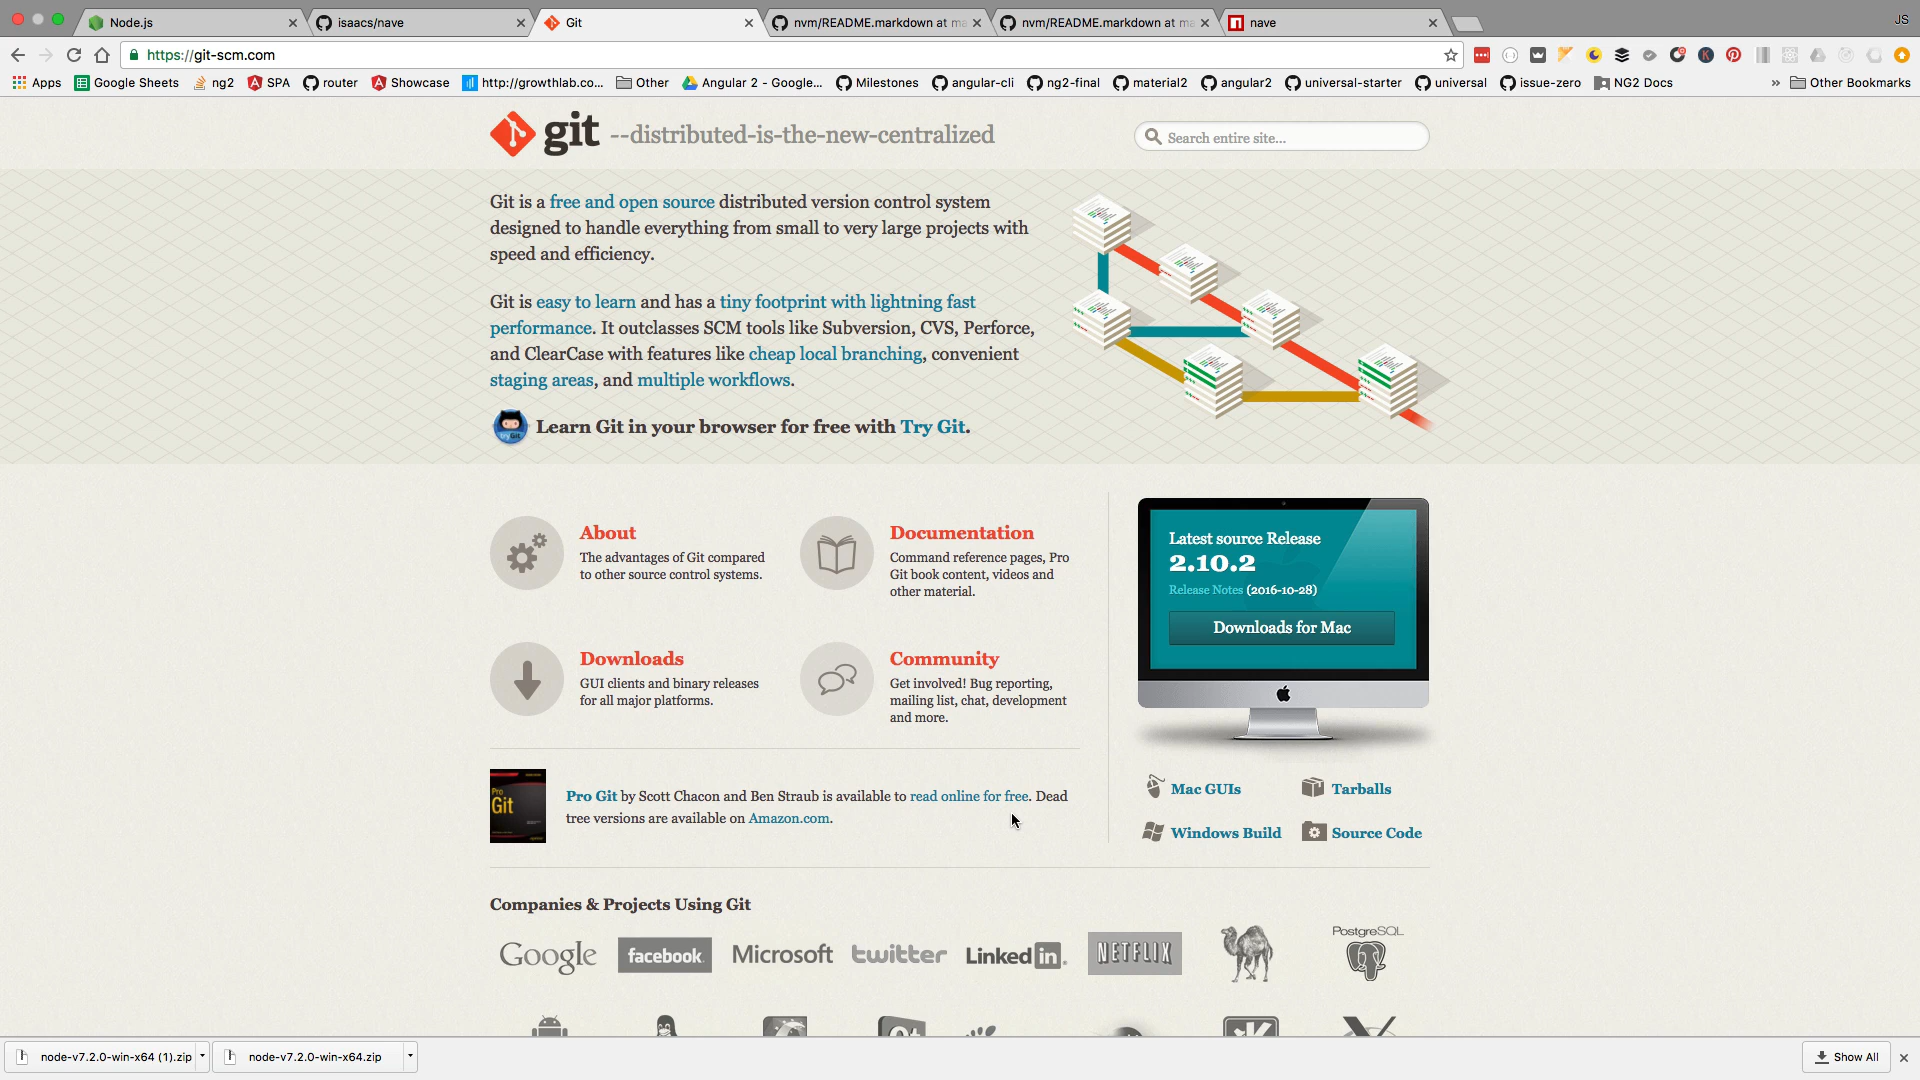 Node.js
isaacs/nave
Git
nvm/README.markdown at ma
nvm/README.markdown at ma
nave
JS
https://git-scm.com
Apps
Google Sheets
ng2
SPA
router
Showcase
http://growthlab.co...
Other
Angular 2 - Google...
Milestones
angular-cli
ng2-final
material2
angular2
universal-starter
universal
issue-zero
NG2 Docs
»
Other Bookmarks
git --distributed-is-the-new-centralized
Search entire site...
Git is a free and open source distributed version control system
designed to handle everything from small to very large projects with
speed and efficiency.
Git is easy to learn and has a tiny footprint with lightning fast
performance. It outclasses SCM tools like Subversion, CVS, Perforce,
and ClearCase with features like cheap local branching, convenient
staging areas, and multiple workflows.
Learn Git in your browser for free with Try Git.
About
The advantages of Git compared
to other source control systems.
Documentation
Command reference pages, Pro
Git book content, videos and
other material.
Downloads
GUI clients and binary releases
for all major platforms.
Community
Get involved! Bug reporting,
mailing list, chat, development
and more.
Latest source Release
2.10.2
Release Notes (2016-10-28)
Downloads for Mac
Mac GUIs
Tarballs
Windows Build
Source Code
Pro
Git
Pro Git by Scott Chacon and Ben Straub is available to read online for free. Dead
tree versions are available on Amazon.com.
Companies & Projects Using Git
Google
facebook
Microsoft
twitter
LinkedIn
NETFLIX
PostgreSQL
node-v7.2.0-win-x64 (1).zip
node-v7.2.0-win-x64.zip
Show All